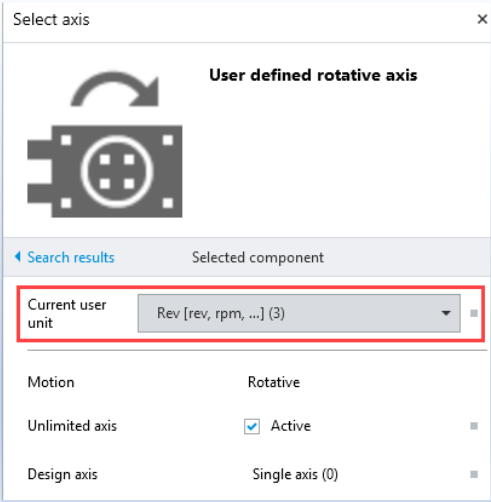 Select axis
User defined rotative axis
Search results
Selected component
Current user
unit
Rev [rev, rpm, ...] (3)
Motion
Rotative
Unlimited axis
Active
Design axis
Single axis (0)